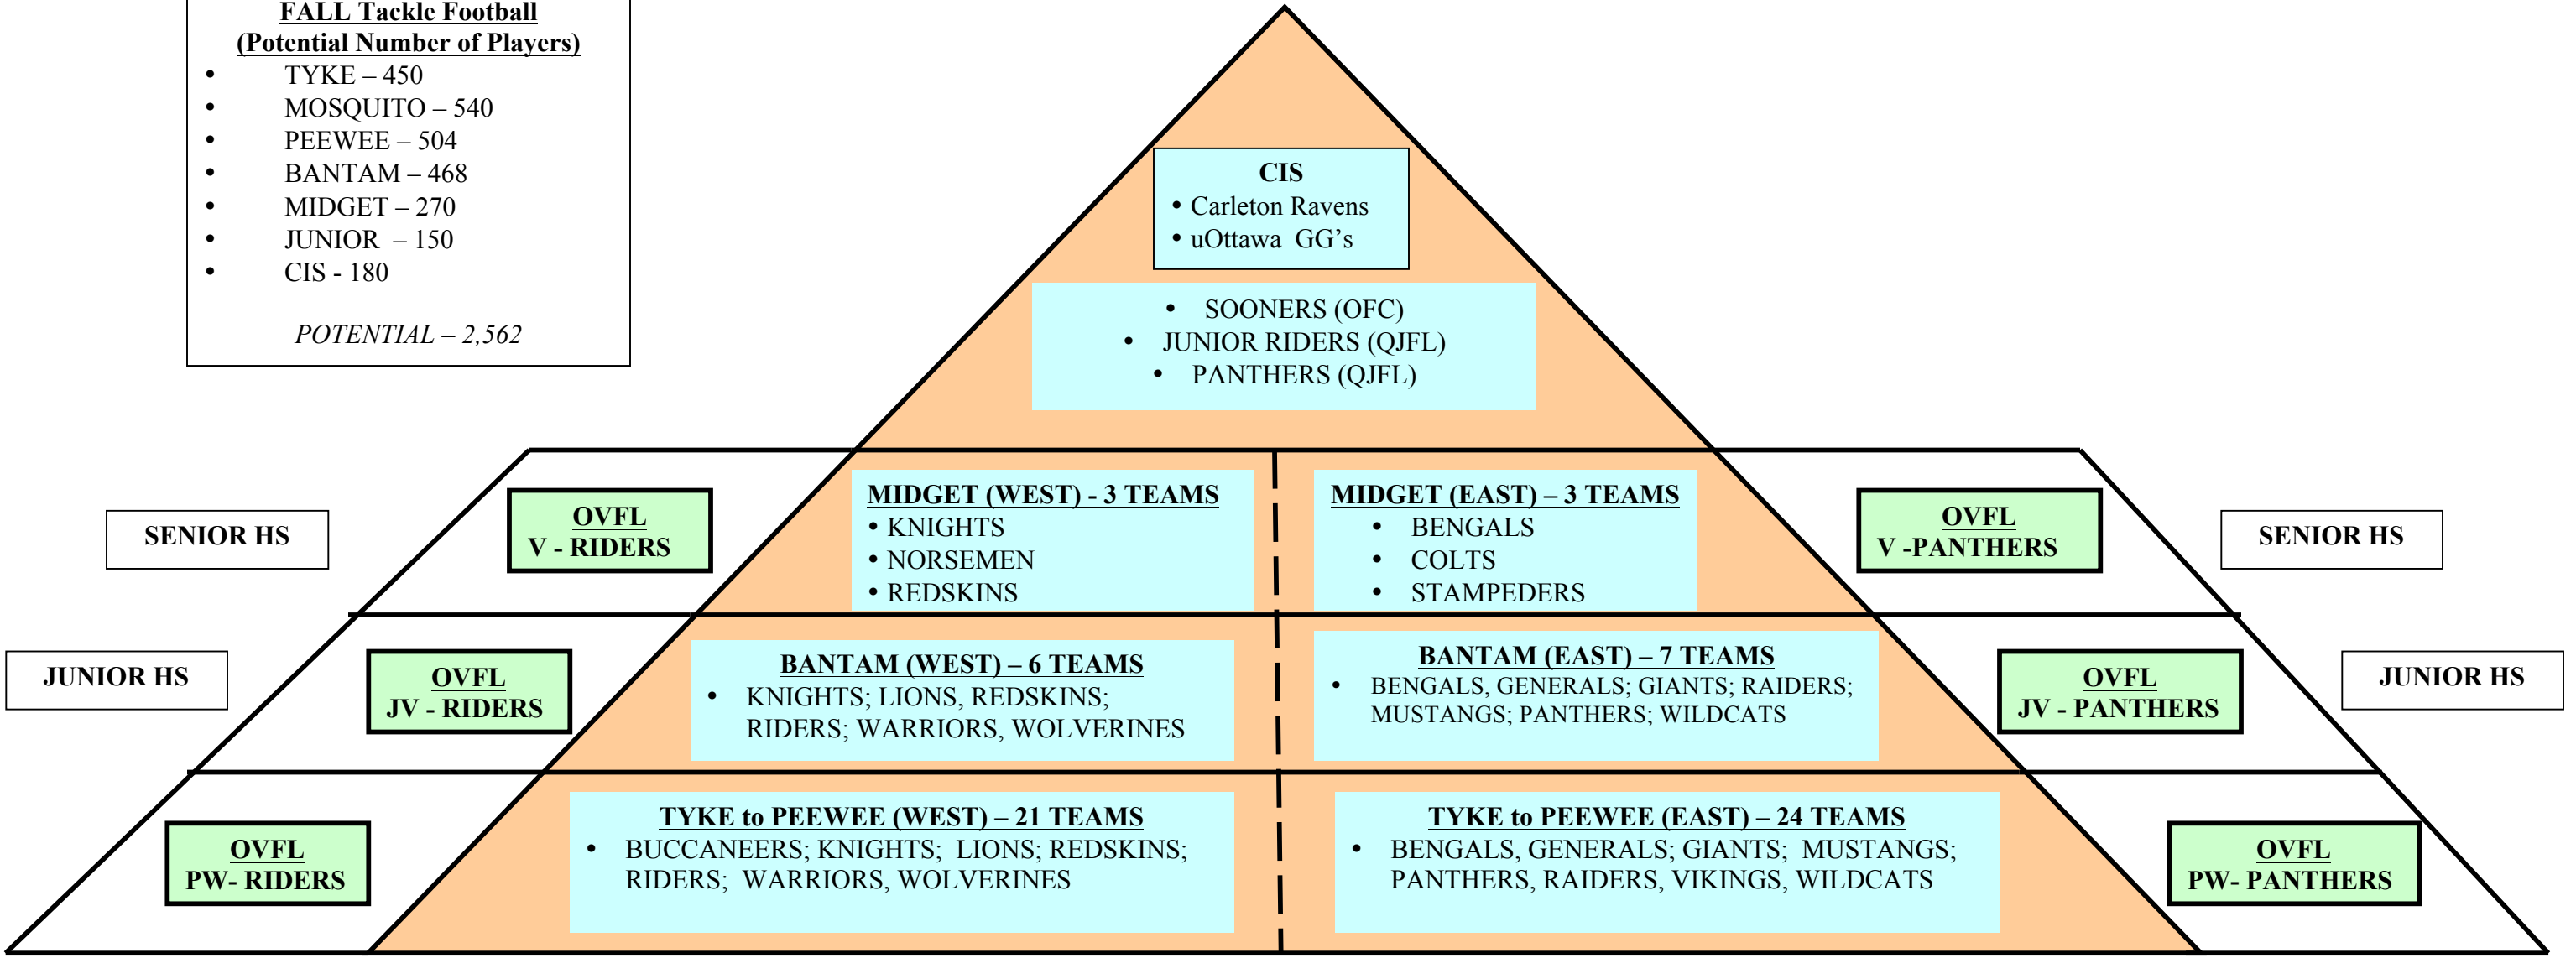 FALL Tackle Football
(Potential Number of Players)
• TYKE – 450
• MOSQUITO – 540
• PEEWEE – 504
• BANTAM – 468
• MIDGET – 270
• JUNIOR – 150
• CIS - 180
POTENTIAL – 2,562
CIS
• Carleton Ravens
• uOttawa GG’s
• SOONERS (OFC)
• JUNIOR RIDERS (QJFL)
• PANTHERS (QJFL)
SENIOR HS
OVFL
V - RIDERS
MIDGET (WEST) - 3 TEAMS
• KNIGHTS
• NORSEMEN
• REDSKINS
MIDGET (EAST) – 3 TEAMS
• BENGALS
• COLTS
• STAMPEDERS
OVFL
V -PANTHERS
SENIOR HS
JUNIOR HS
OVFL
JV - RIDERS
BANTAM (WEST) – 6 TEAMS
• KNIGHTS; LIONS, REDSKINS;
RIDERS; WARRIORS, WOLVERINES
BANTAM (EAST) – 7 TEAMS
• BENGALS, GENERALS; GIANTS; RAIDERS;
MUSTANGS; PANTHERS; WILDCATS
OVFL
JV - PANTHERS
JUNIOR HS
OVFL
PW- RIDERS
TYKE to PEEWEE (WEST) – 21 TEAMS
• BUCCANEERS; KNIGHTS; LIONS; REDSKINS;
RIDERS; WARRIORS, WOLVERINES
TYKE to PEEWEE (EAST) – 24 TEAMS
• BENGALS, GENERALS; GIANTS; MUSTANGS;
PANTHERS, RAIDERS, VIKINGS, WILDCATS
OVFL
PW- PANTHERS